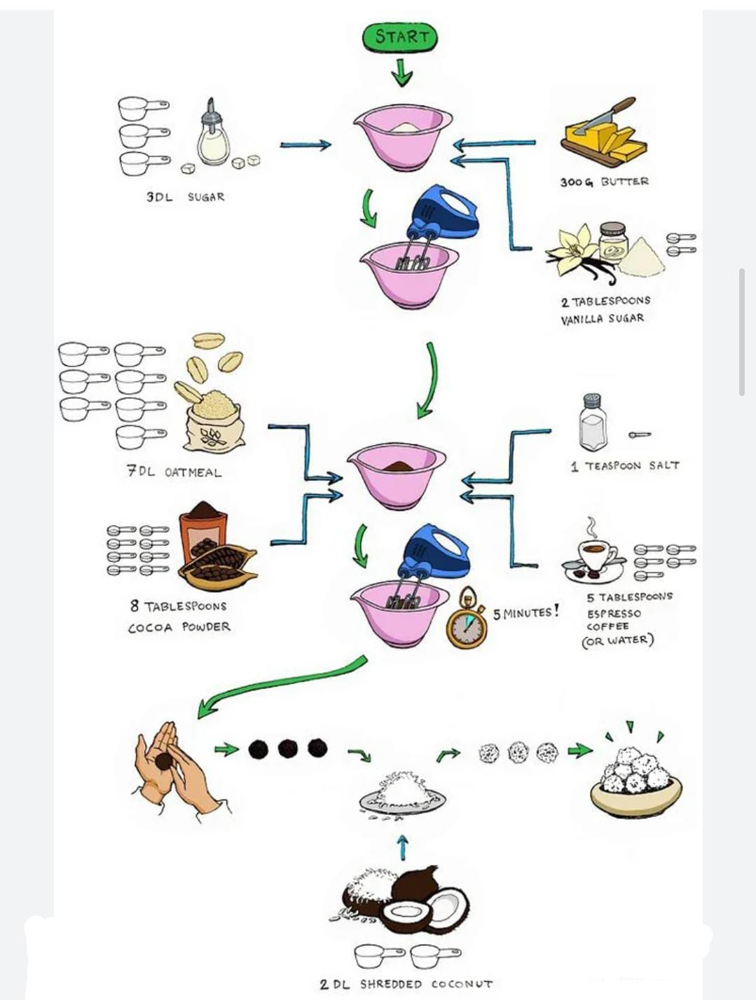 START
3DL SUGAR
300 G BUTTER
2 TABLESPOONS
VANILLA SUGAR
7DL OATMEAL
1 TEASPOON SALT
8 TABLESPOONS
COCOA POWDER
5 MINUTES!
5 TABLESPOONS
ESPRESSO
COFFEE
(OR WATER)
2 DL SHREDDED COCONUT